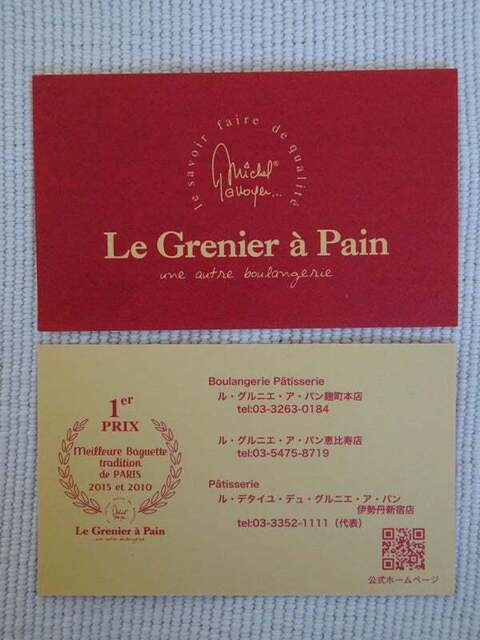 le savoir faire de qualité
Michel
Galloyer...
Le Grenier à Pain
une autre boulangerie
1er
PRIX
Meilleure Baguette
tradition
de PARIS
2015 et 2010
Le Grenier à Pain
une autre boulangerie
Boulangerie Pâtisserie
ル・グルニエ・ア・パン麹町本店
tel:03-3263-0184
ル・グルニエ・ア・パン恵比寿店
tel:03-5475-8719
Pâtisserie
ル・デタイユ・デュ・グルニエ・ア・パン
伊勢丹新宿店
tel:03-3352-1111（代表）
公式ホームページ